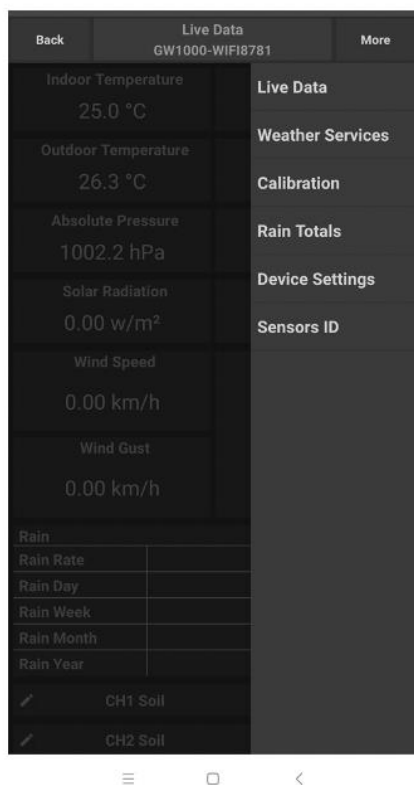 Back
Live Data
GW1000-WIFI8781
More
Indoor Temperature
25.0 °C
Outdoor Temperature
26.3 °C
Absolute Pressure
1002.2 hPa
Solar Radiation
0.00 w/m²
Wind Speed
0.00 km/h
Wind Gust
0.00 km/h
Rain
Rain Rate
Rain Day
Rain Week
Rain Month
Rain Year
CH1 Soil
CH2 Soil
Live Data
Weather Services
Calibration
Rain Totals
Device Settings
Sensors ID